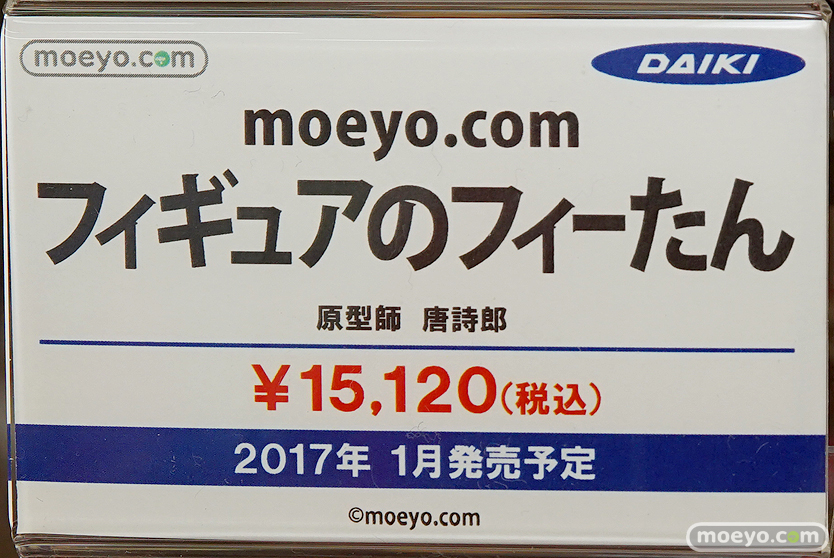 moeyo.com
DAIKI
moeyo.com
フィギュアのフィーたん
原型師 唐詩郎
¥15,120(税込)
2017年 1月発売予定
©moeyo.com
moeyo.com